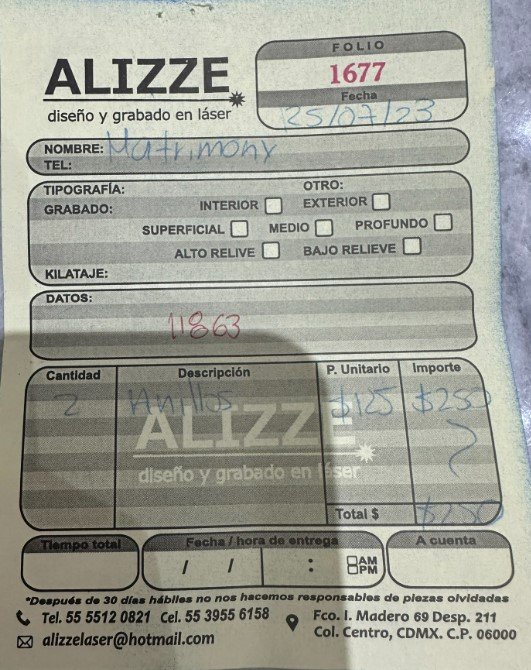 FOLIO
ALIZZE
1677
diseño y grabado en láser
Fecha
25/07/23
NOMBRE: Matrimony
TEL:
TIPOGRAFÍA: OTRO:
GRABADO: INTERIOR EXTERIOR
SUPERFICIAL MEDIO PROFUNDO
ALTO RELIVE BAJO RELIEVE
KILATAJE:
DATOS:
11863
Cantidad Descripción P. Unitario Importe
2 Anillos $125 $250
ALIZZE
diseño y grabado en láser
Total $ $250
Tiempo total Fecha / hora de entrega A cuenta
/ / : AM
PM
*Después de 30 días hábiles no nos hacemos responsables de piezas olvidadas
Tel. 55 5512 0821 Cel. 55 3955 6158 Fco. I. Madero 69 Desp. 211
alizzelaser@hotmail.com Col. Centro, CDMX. C.P. 06000